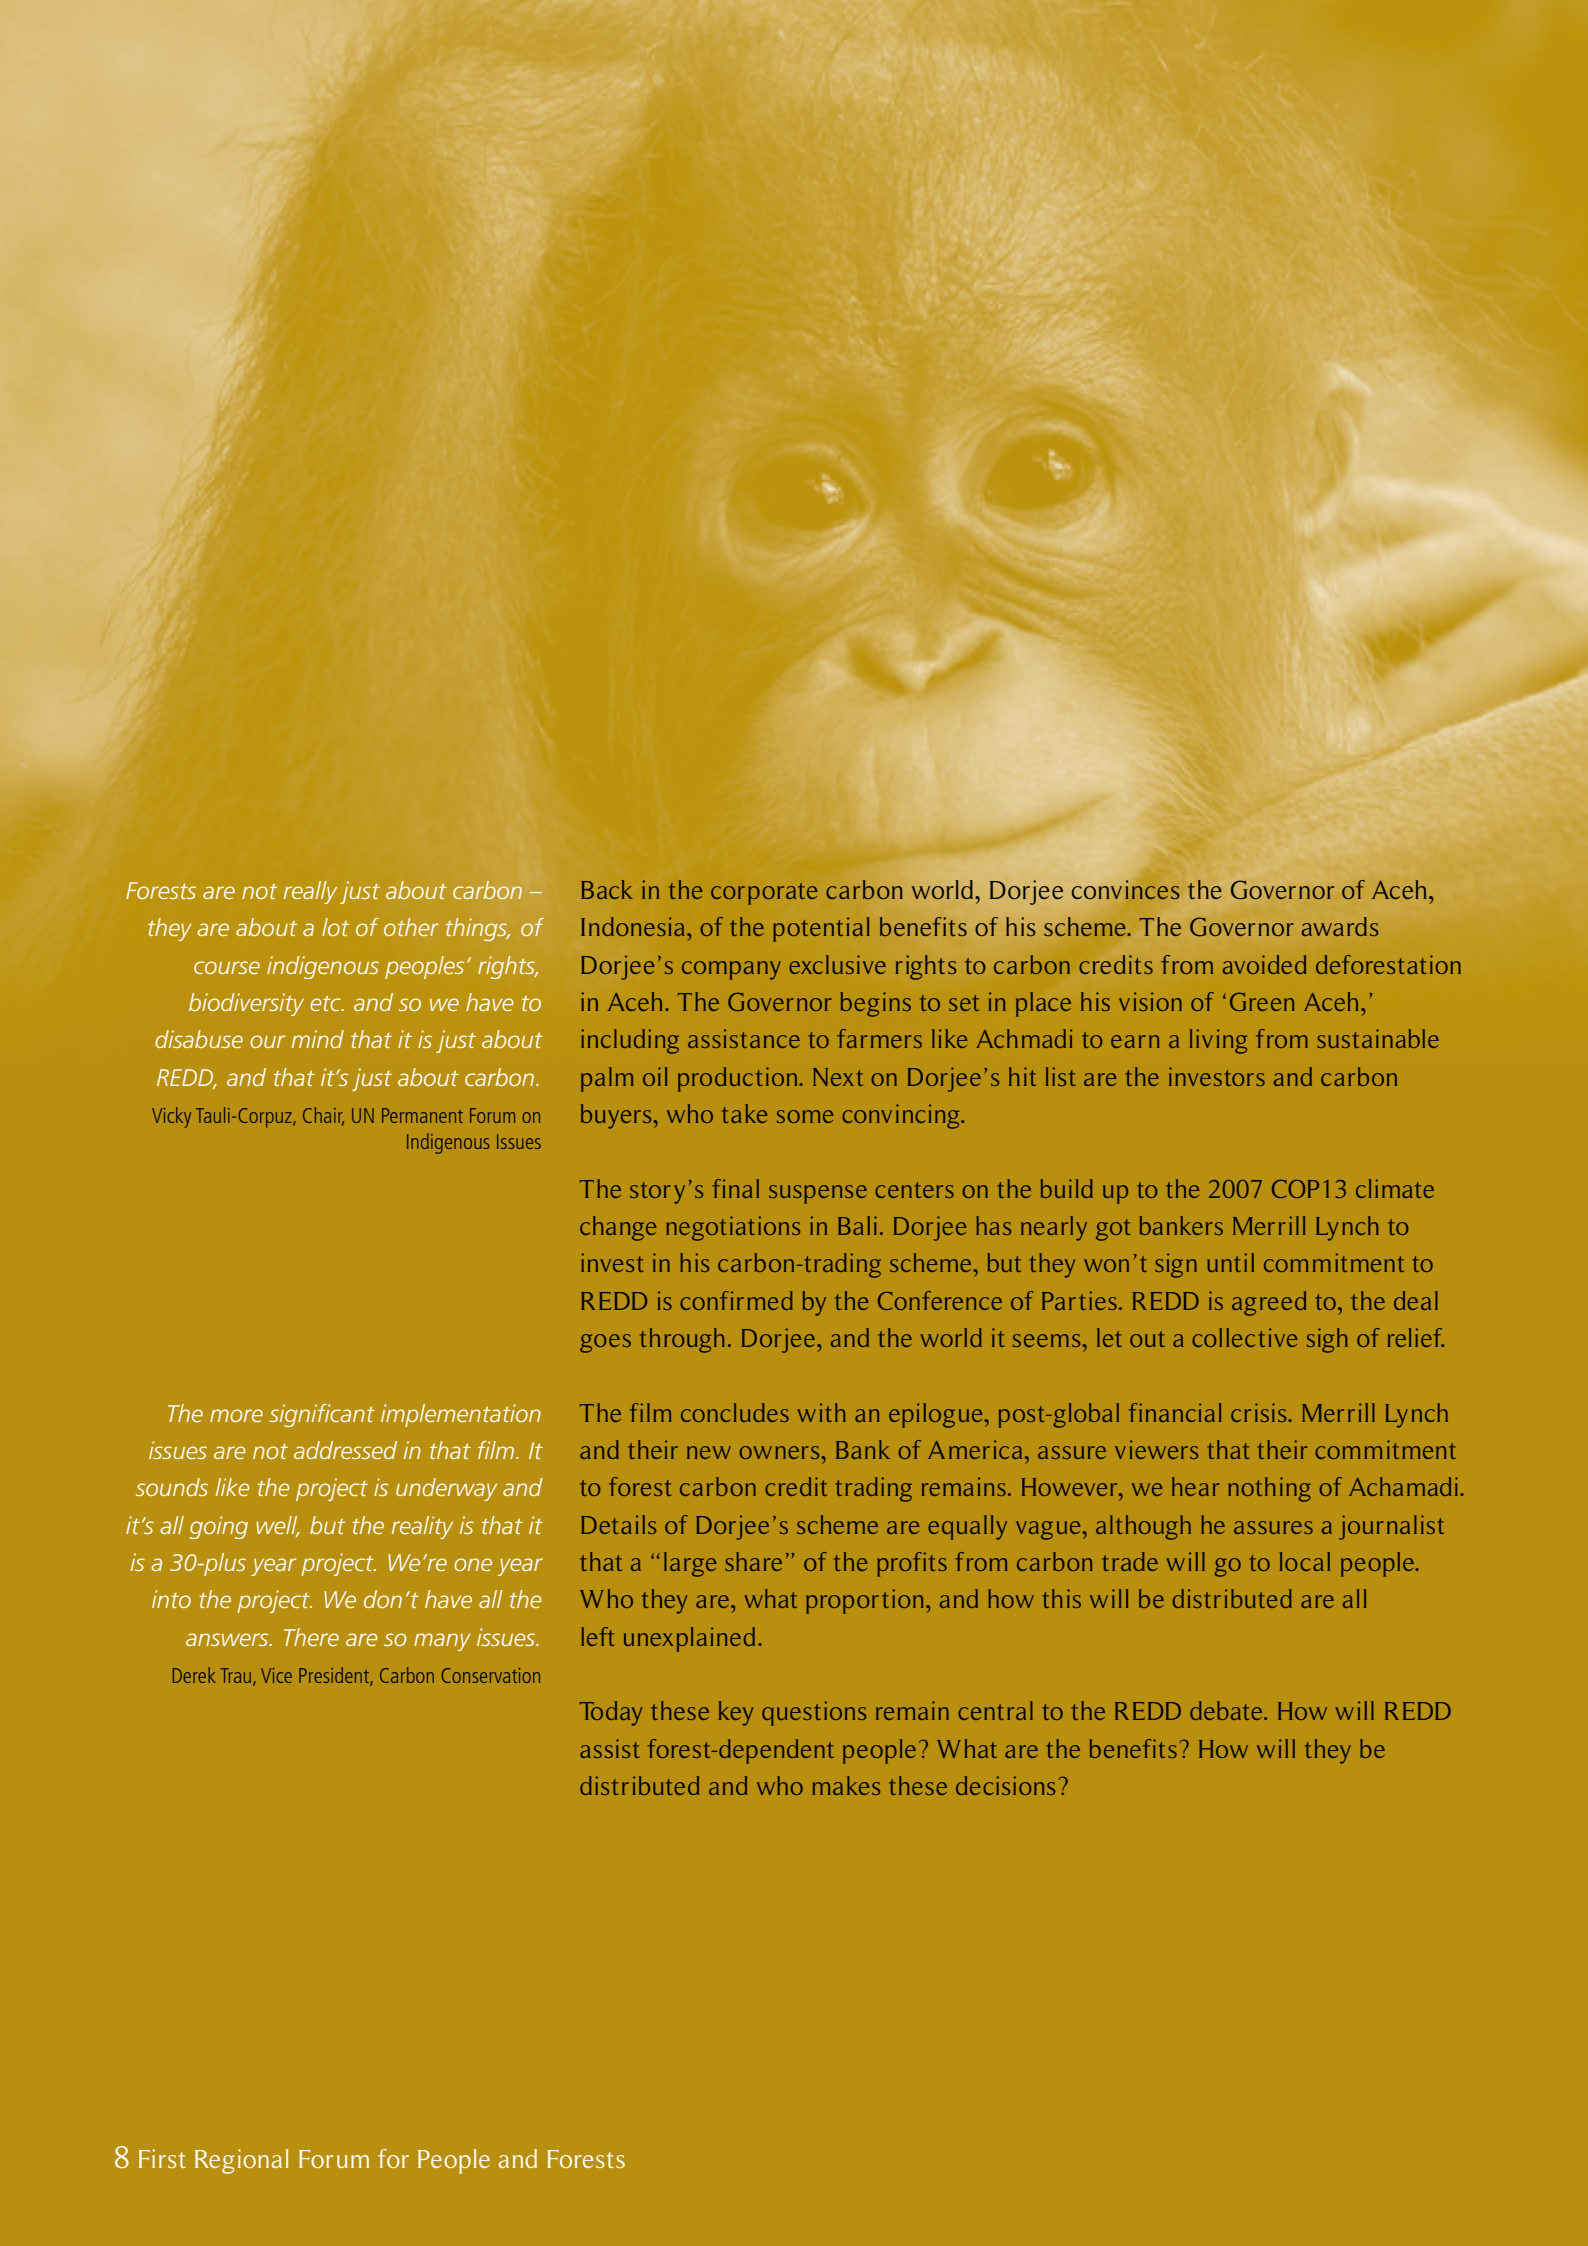 Forests are not really just about carbon –
they are about a lot of other things, of
course indigenous peoples’ rights,
biodiversity etc. and so we have to
disabuse our mind that it is just about
REDD, and that it’s just about carbon.
Vicky Tauli-Corpuz, Chair, UN Permanent Forum on
Indigenous Issues
The more significant implementation
issues are not addressed in that film. It
sounds like the project is underway and
it’s all going well, but the reality is that it
is a 30-plus year project. We’re one year
into the project. We don’t have all the
answers. There are so many issues.
Derek Trau, Vice President, Carbon Conservation
Back in the corporate carbon world, Dorjee convinces the Governor of Aceh,
Indonesia, of the potential benefits of his scheme. The Governor awards
Dorjee’s company exclusive rights to carbon credits from avoided deforestation
in Aceh. The Governor begins to set in place his vision of ‘Green Aceh,’
including assistance to farmers like Achmadi to earn a living from sustainable
palm oil production. Next on Dorjee’s hit list are the investors and carbon
buyers, who take some convincing.
The story’s final suspense centers on the build up to the 2007 COP13 climate
change negotiations in Bali. Dorjee has nearly got bankers Merrill Lynch to
invest in his carbon-trading scheme, but they won’t sign until commitment to
REDD is confirmed by the Conference of Parties. REDD is agreed to, the deal
goes through. Dorjee, and the world it seems, let out a collective sigh of relief.
The film concludes with an epilogue, post-global financial crisis. Merrill Lynch
and their new owners, Bank of America, assure viewers that their commitment
to forest carbon credit trading remains. However, we hear nothing of Achamadi.
Details of Dorjee’s scheme are equally vague, although he assures a journalist
that a “large share” of the profits from carbon trade will go to local people.
Who they are, what proportion, and how this will be distributed are all
left unexplained.
Today these key questions remain central to the REDD debate. How will REDD
assist forest-dependent people? What are the benefits? How will they be
distributed and who makes these decisions?
8 First Regional Forum for People and Forests